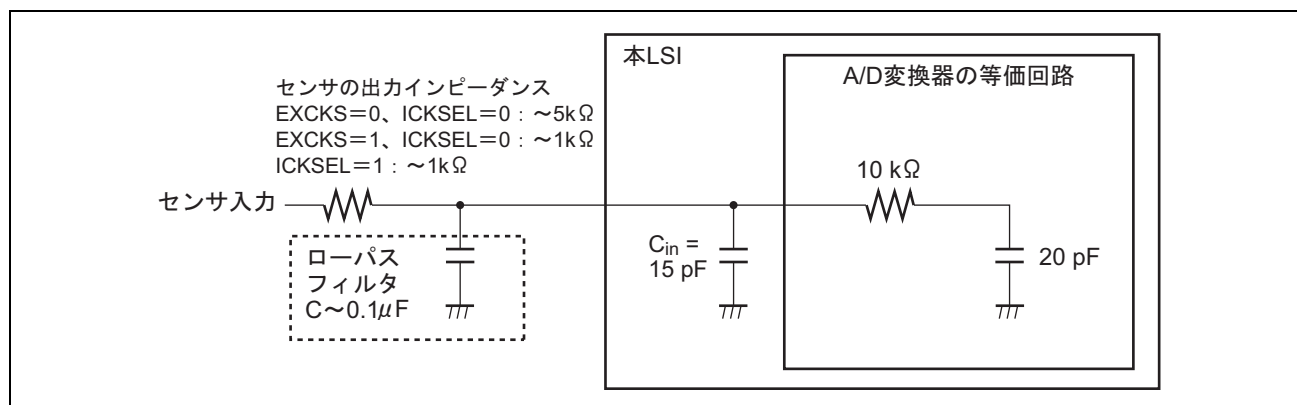 本LSI
A/D変換器の等価回路
センサの出力インピーダンス
EXCKS=0、ICKSEL=0：～5kΩ
EXCKS=1、ICKSEL=0：～1kΩ
ICKSEL=1：～1kΩ
10 kΩ
センサ入力
ローパス
フィルタ
C～0.1μF
Cin =
15 pF
20 pF